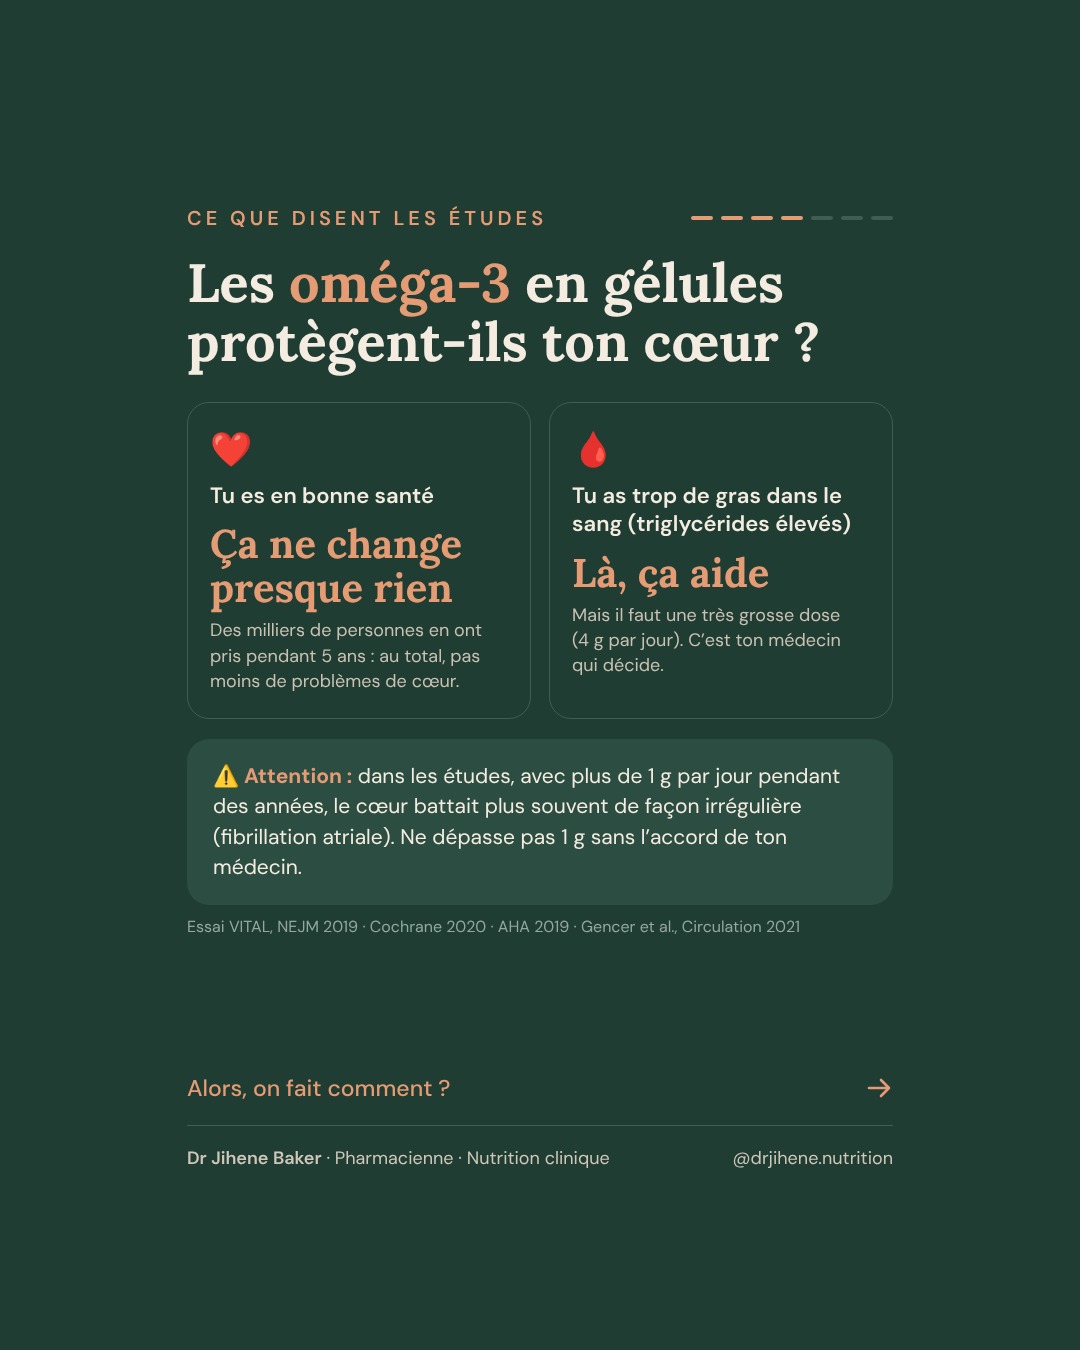 CE QUE DISENT LES ÉTUDES
Les oméga-3 en gélules
protègent-ils ton cœur ?
Tu es en bonne santé
Ça ne change
presque rien
Des milliers de personnes en ont
pris pendant 5 ans : au total, pas
moins de problèmes de cœur.
Tu as trop de gras dans le
sang (triglycérides élevés)
Là, ça aide
Mais il faut une très grosse dose
(4 g par jour). C’est ton médecin
qui décide.
⚠️ Attention : dans les études, avec plus de 1 g par jour pendant
des années, le cœur battait plus souvent de façon irrégulière
(fibrillation atriale). Ne dépasse pas 1 g sans l’accord de ton
médecin.
Essai VITAL, NEJM 2019 · Cochrane 2020 · AHA 2019 · Gencer et al., Circulation 2021
Alors, on fait comment ? →
Dr Jihene Baker · Pharmacienne · Nutrition clinique
@drjihene.nutrition